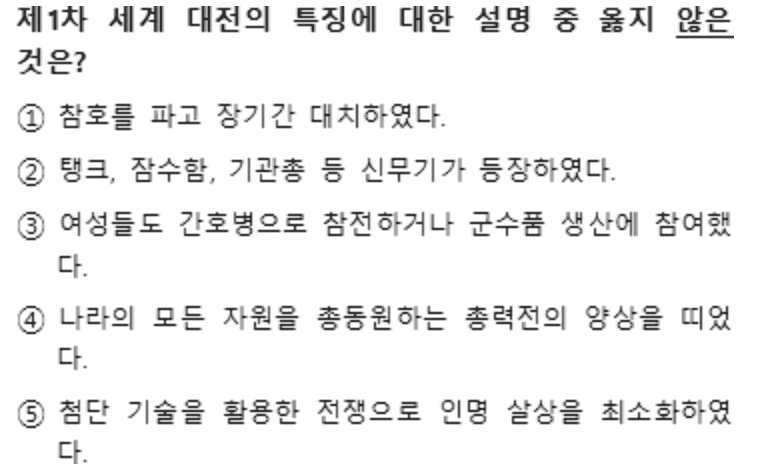 제1차 세계 대전의 특징에 대한 설명 중 옳지 않은
것은?
① 참호를 파고 장기간 대치하였다.
② 탱크, 잠수함, 기관총 등 신무기가 등장하였다.
③ 여성들도 간호병으로 참전하거나 군수품 생산에 참여했
다.
④ 나라의 모든 자원을 총동원하는 총력전의 양상을 띠었
다.
⑤ 첨단 기술을 활용한 전쟁으로 인명 살상을 최소화하였
다.